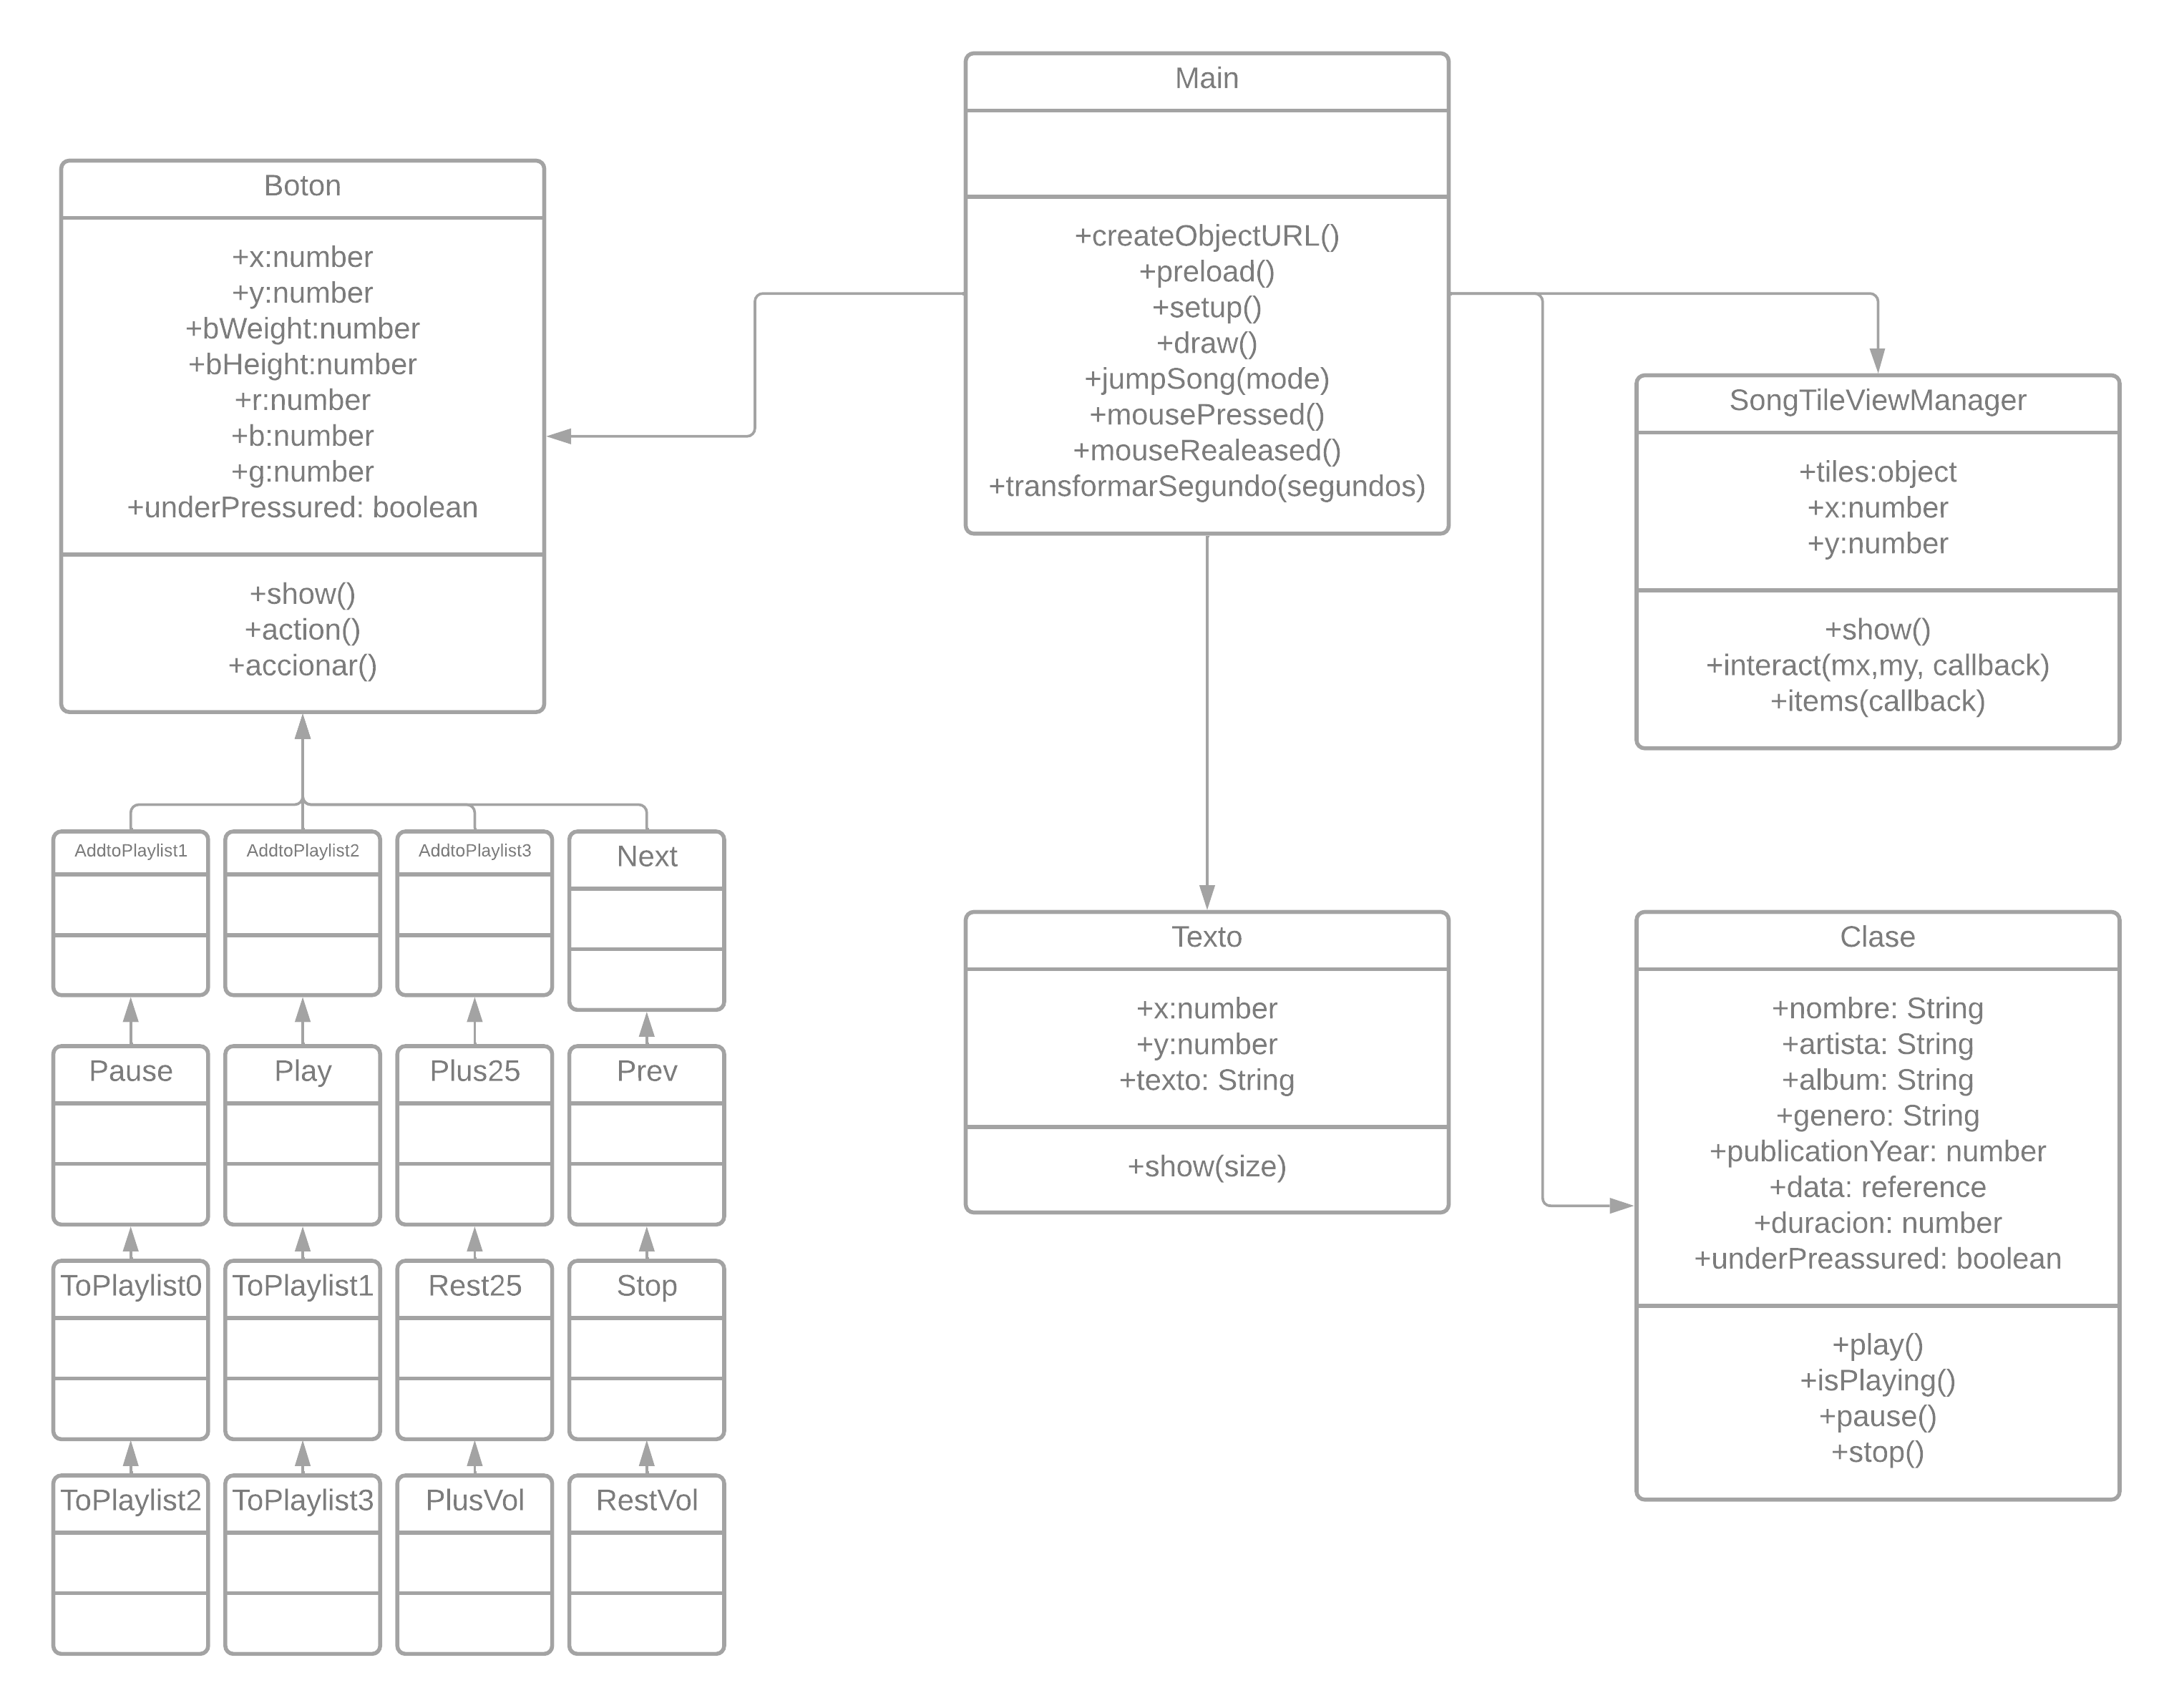 Main
+createObjectURL()
+preload()
+setup()
+draw()
+jumpSong(mode)
+mousePressed()
+mouseRealeased()
+transformarSegundo(segundos)
Boton
+x:number
+y:number
+bWeight:number
+bHeight:number
+r:number
+b:number
+g:number
+underPressured: boolean
+show()
+action()
+accionar()
SongTileViewManager
+tiles:object
+x:number
+y:number
+show()
+interact(mx,my, callback)
+items(callback)
AddtoPlaylist1
AddtoPlaylist2
AddtoPlaylist3
Next
Pause
Play
Plus25
Prev
ToPlaylist0
ToPlaylist1
Rest25
Stop
ToPlaylist2
ToPlaylist3
PlusVol
RestVol
Texto
+x:number
+y:number
+texto: String
+show(size)
Clase
+nombre: String
+artista: String
+album: String
+genero: String
+publicationYear: number
+data: reference
+duracion: number
+underPreassured: boolean
+play()
+isPlaying()
+pause()
+stop()